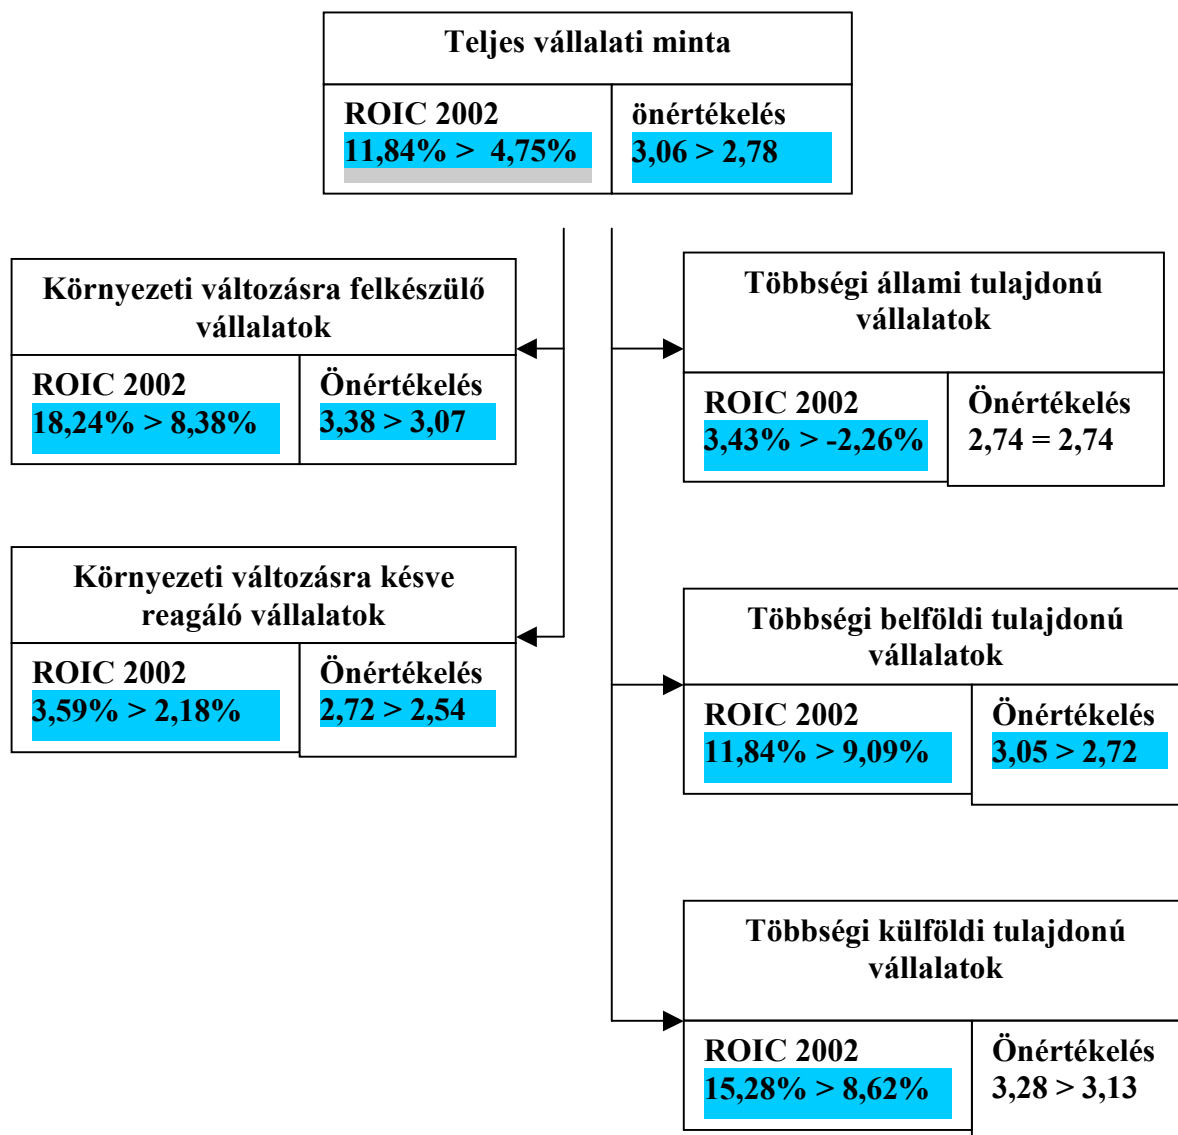 Teljes vállalati minta
ROIC 2002
11,84% > 4,75%
önértékelés
3,06 > 2,78
Környezeti változásra felkészülő
vállalatok
ROIC 2002
18,24% > 8,38%
Önértékelés
3,38 > 3,07
Környezeti változásra késve
reagáló vállalatok
ROIC 2002
3,59% > 2,18%
Önértékelés
2,72 > 2,54
Többségi állami tulajdonú
vállalatok
ROIC 2002
3,43% > -2,26%
Önértékelés
2,74 = 2,74
Többségi belföldi tulajdonú
vállalatok
ROIC 2002
11,84% > 9,09%
Önértékelés
3,05 > 2,72
Többségi külföldi tulajdonú
vállalatok
ROIC 2002
15,28% > 8,62%
Önértékelés
3,28 > 3,13